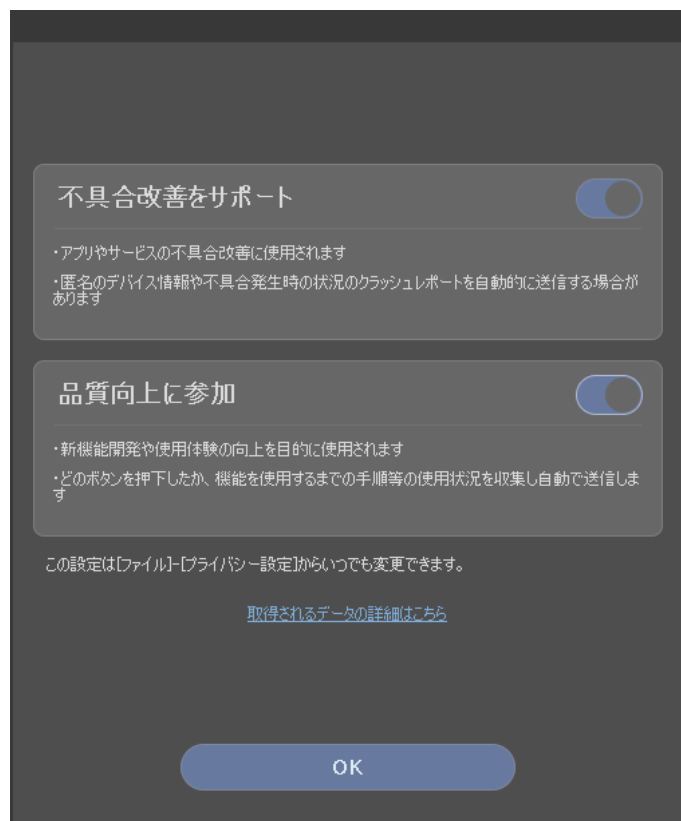 不具合改善をサポート
・アプリやサービスの不具合改善に使用されます
・匿名のデバイス情報や不具合発生時の状況のクラッシュレポートを自動的に送信する場合が
あります
品質向上に参加
・新機能開発や使用体験の向上を目的に使用されます
・どのボタンを押下したか、機能を使用するまでの手順等の使用状況を収集し自動で送信しま
す
この設定は[ファイル]-[プライバシー設定]からいつでも変更できます。
取得されるデータの詳細はこちら
OK